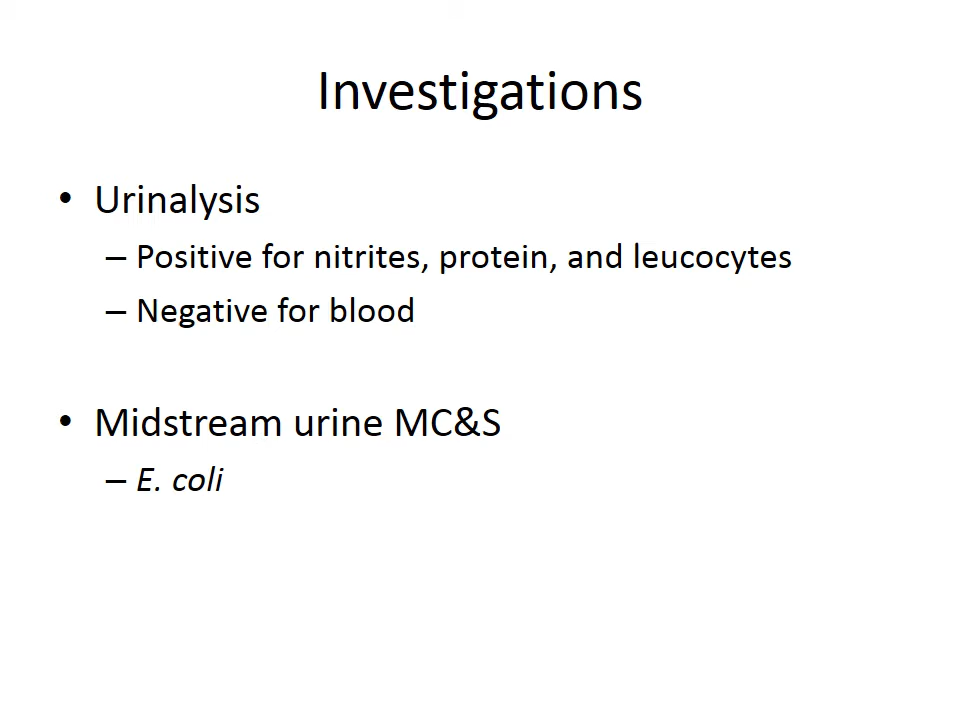 Investigations
• Urinalysis
– Positive for nitrites, protein, and leucocytes
– Negative for blood
• Midstream urine MC&S
– E. coli